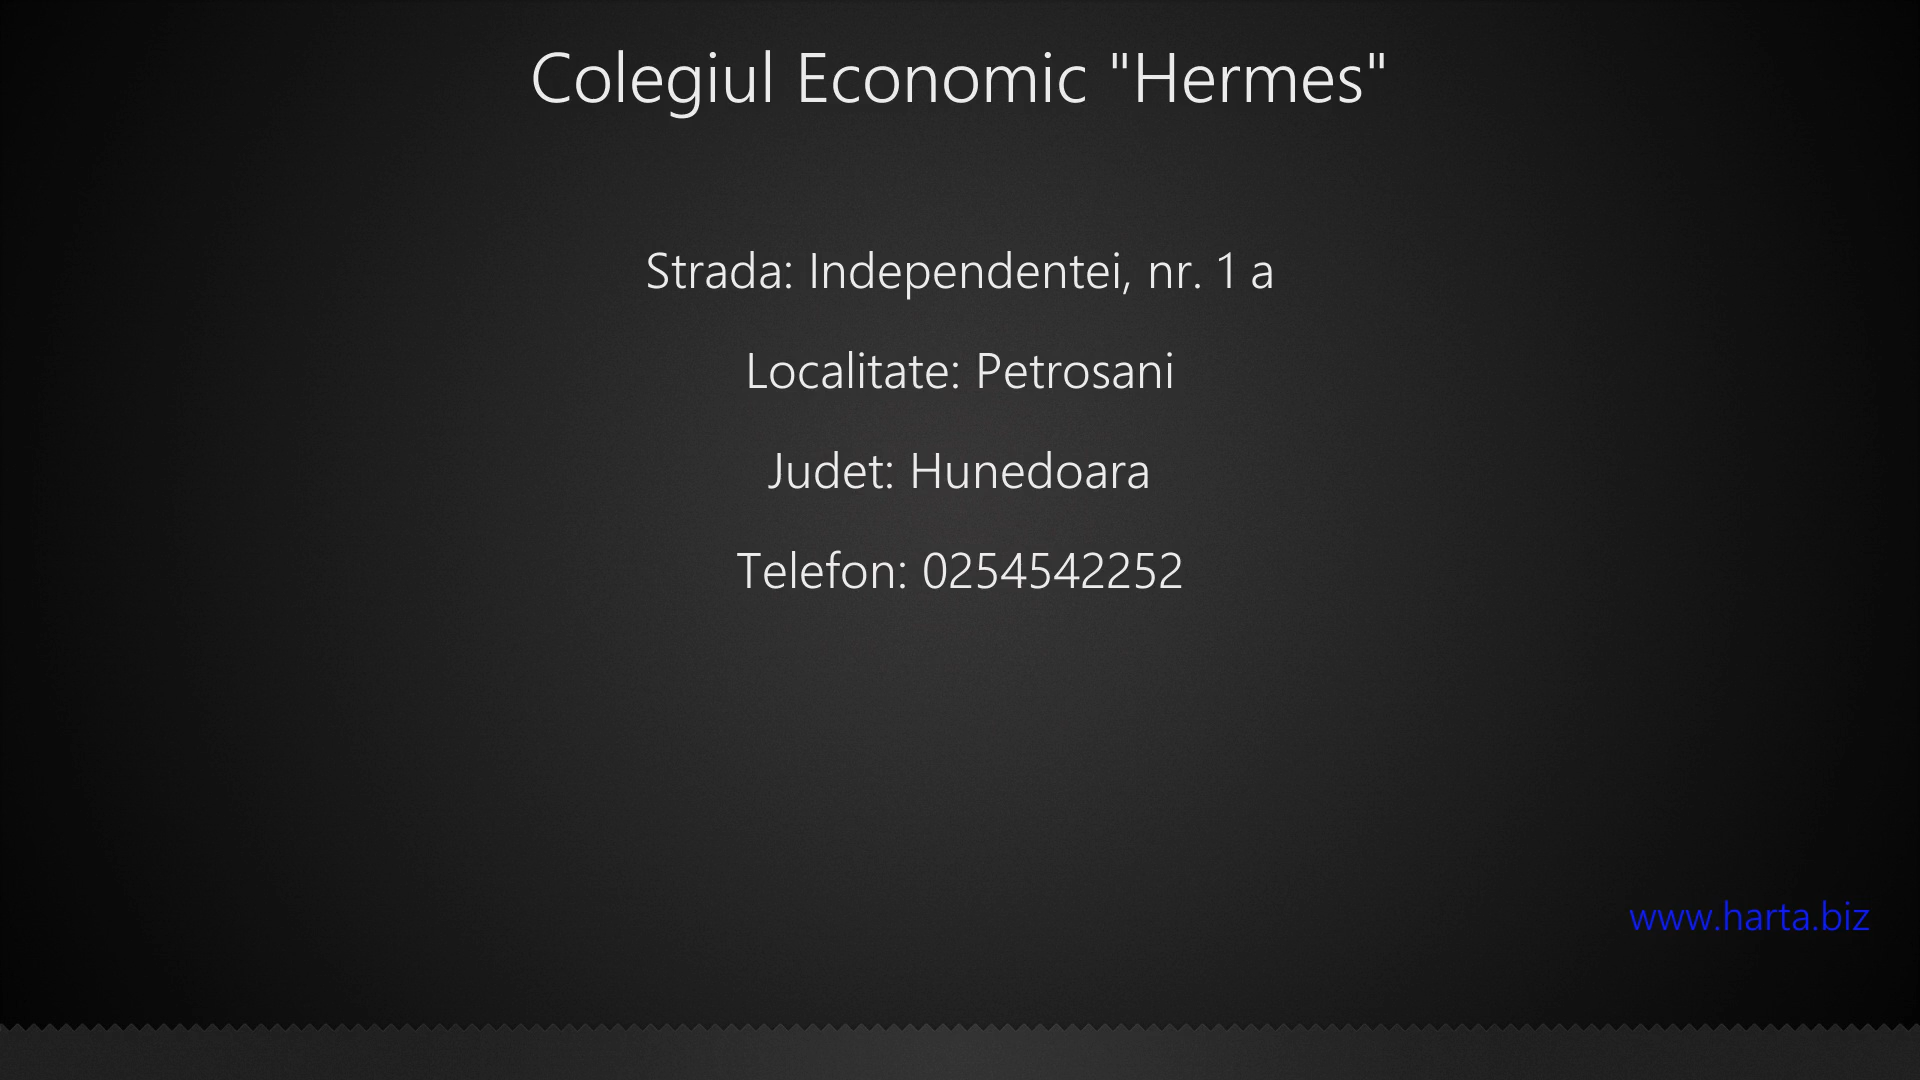 Colegiul Economic "Hermes"
Strada: Independentei, nr. 1 a
Localitate: Petrosani
Judet: Hunedoara
Telefon: 0254542252
www.harta.biz